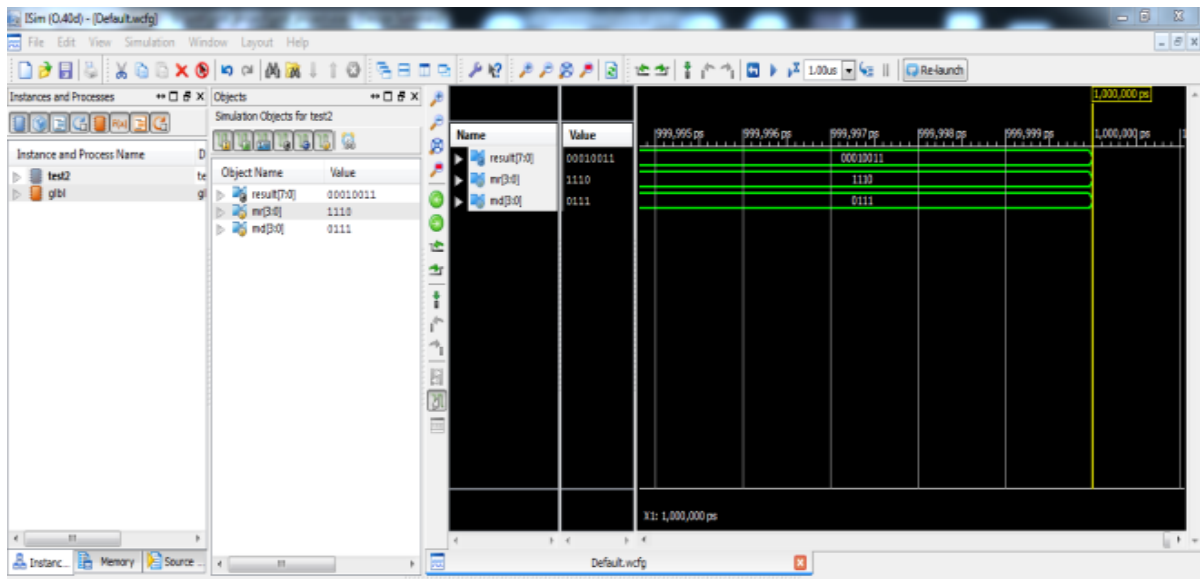 ISim (O.40d) - [Default.wcfg]
File Edit View Simulation Window Layout Help
1.00us Re-launch
Instances and Processes
Instance and Process Name D
test2 te
glbl gl
Instanc... Memory Source ...
Objects
Simulation Objects for test2
Object Name Value
result[7:0] 00010011
mr[3:0] 1110
md[3:0] 0111
Name Value
result[7:0] 00010011
mr[3:0] 1110
md[3:0] 0111
1,000,000 ps
999,995 ps 999,996 ps 999,997 ps 999,998 ps 999,999 ps 1,000,000 ps
00010011
1110
0111
X1: 1,000,000 ps
Default.wcfg